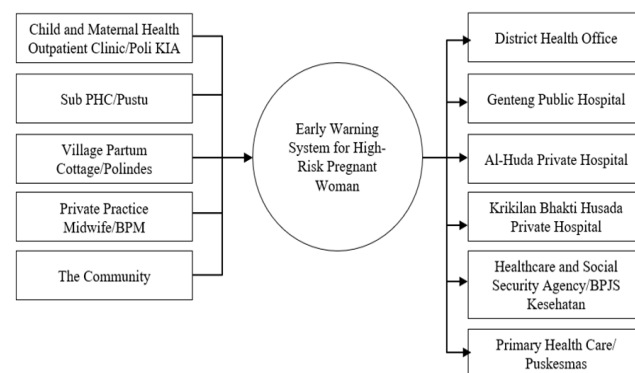 Child and Maternal Health
Outpatient Clinic/Poli KIA
Sub PHC/Pustu
Village Partum
Cottage/Polindes
Private Practice
Midwife/BPM
The Community
Early Warning
System for High-
Risk Pregnant
Woman
District Health Office
Genteng Public Hospital
Al-Huda Private Hospital
Krikilan Bhakti Husada
Private Hospital
Healthcare and Social
Security Agency/BPJS
Kesehatan
Primary Health Care/
Puskesmas